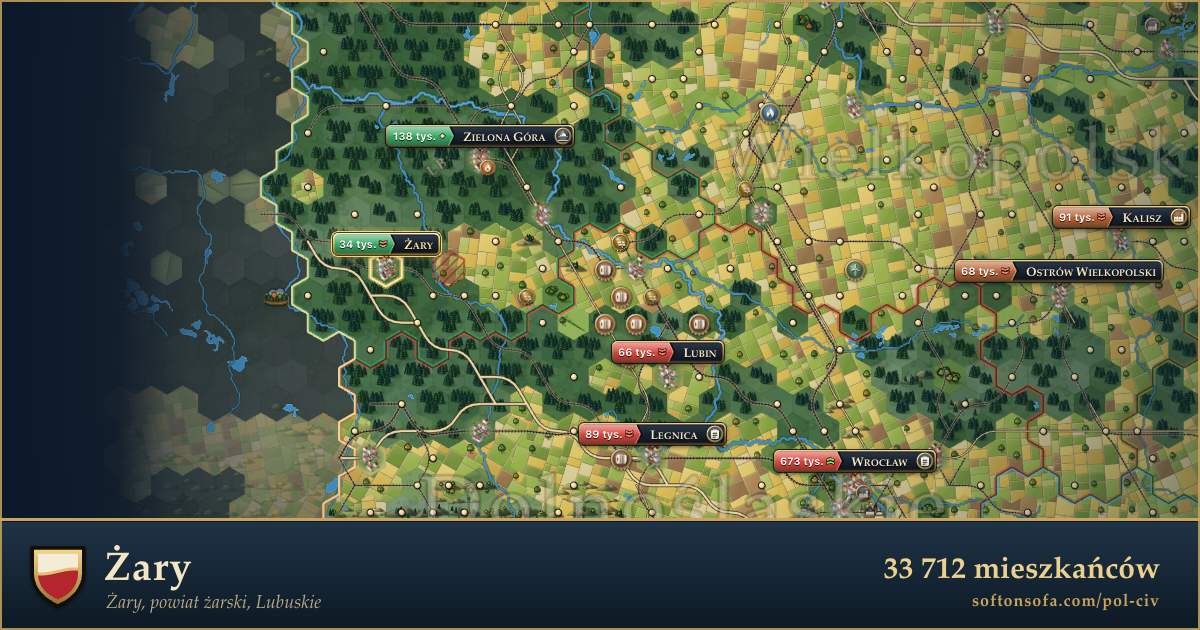 138 tys. Zielona Góra
Wielkopolsk
91 tys. Kalisz
34 tys. Żary
68 tys. Ostrów Wielkopolski
66 tys. Lubin
89 tys. Legnica
673 tys. Wrocław
Dolnośląskie
Żary
33 712 mieszkańców
Żary, powiat żarski, Lubuskie
softonsofa.com/pol-civ